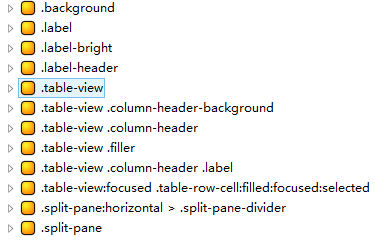 .background
.label
.label-bright
.label-header
.table-view
.table-view .column-header-background
.table-view .column-header
.table-view .filler
.table-view .column-header .label
.table-view:focused .table-row-cell:filled:focused:selected
.split-pane:horizontal > .split-pane-divider
.split-pane